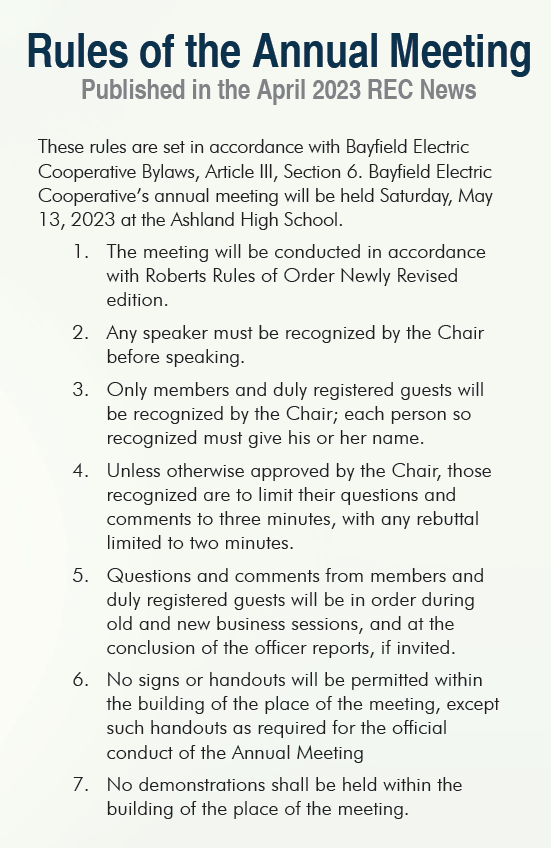 Rules of the Annual Meeting
Published in the April 2023 REC News
These rules are set in accordance with Bayfield Electric
Cooperative Bylaws, Article III, Section 6. Bayfield Electric
Cooperative's annual meeting will be held Saturday, May
13, 2023 at the Ashland High School.
1. The meeting will be conducted in accordance
with Roberts Rules of Order Newly Revised
edition.
2. Any speaker must be recognized by the Chair
before speaking.
3. Only members and duly registered guests will
be recognized by the Chair; each person so
recognized must give his or her name.
4. Unless otherwise approved by the Chair, those
recognized are to limit their questions and
comments to three minutes, with any rebuttal
limited to two minutes.
5. Questions and comments from members and
duly registered guests will be in order during
old and new business sessions, and at the
conclusion of the officer reports, if invited.
6. No signs or handouts will be permitted within
the building of the place of the meeting, except
such handouts as required for the official
conduct of the Annual Meeting
7. No demonstrations shall be held within the
building of the place of the meeting.